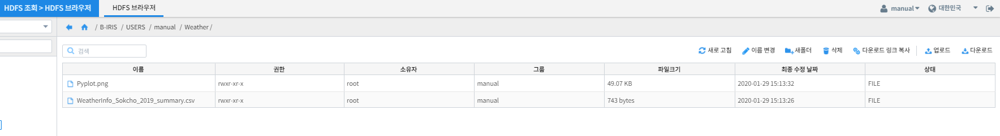 HDFS 조회 > HDFS 브라우저 HDFS 브라우저 manual 대한민국
/ B-IRIS / USERS / manual / Weather /
검색 새로 고침 이름 변경 새폴더 삭제 다운로드 링크 복사 업로드 다운로드
이름 권한 소유자 그룹 파일크기 최종 수정 날짜 상태
Pyplot.png rwxr-xr-x root manual 49.07 KB 2020-01-29 15:13:32 FILE
WeatherInfo_Sokcho_2019_summary.csv rwxr-xr-x root manual 743 bytes 2020-01-29 15:13:26 FILE